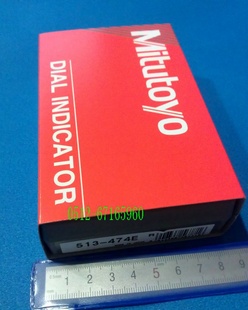 Mitutoyo
DIAL INDICATOR
0512-67165960
513-474E
1 2 3 4 5 6 7 8 9